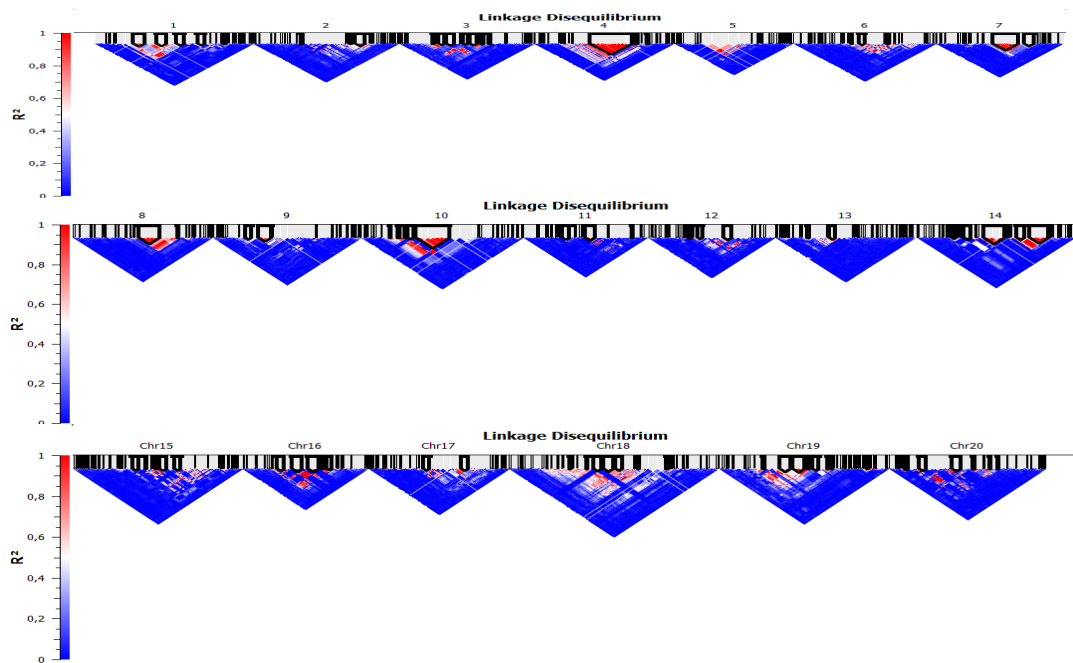 Linkage Disequilibrium
1 2 3 4 5 6 7
1
0,8
0,6
0,4
0,2
0
R²
Linkage Disequilibrium
8 9 10 11 12 13 14
1
0,8
0,6
0,4
0,2
0
R²
Linkage Disequilibrium
Chr15 Chr16 Chr17 Chr18 Chr19 Chr20
1
0,8
0,6
0,4
0,2
0
R²